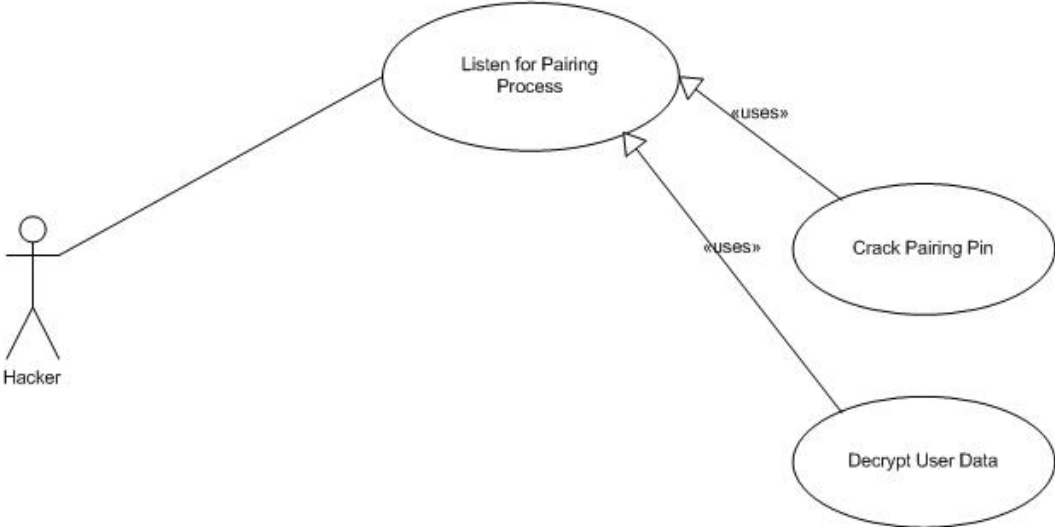 Listen for Pairing
Process
«uses»
«uses»
Crack Pairing Pin
Hacker
Decrypt User Data